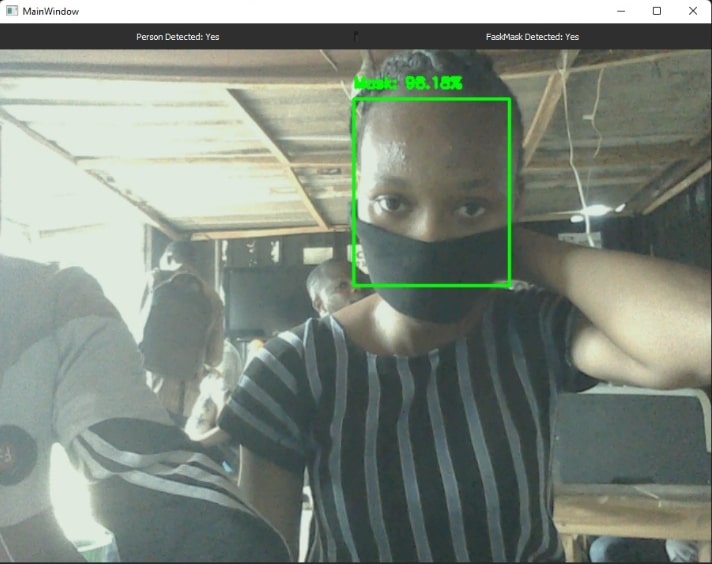 MainWindow
Person Detected: Yes
FaskMask Detected: Yes
Mask: 98.18%